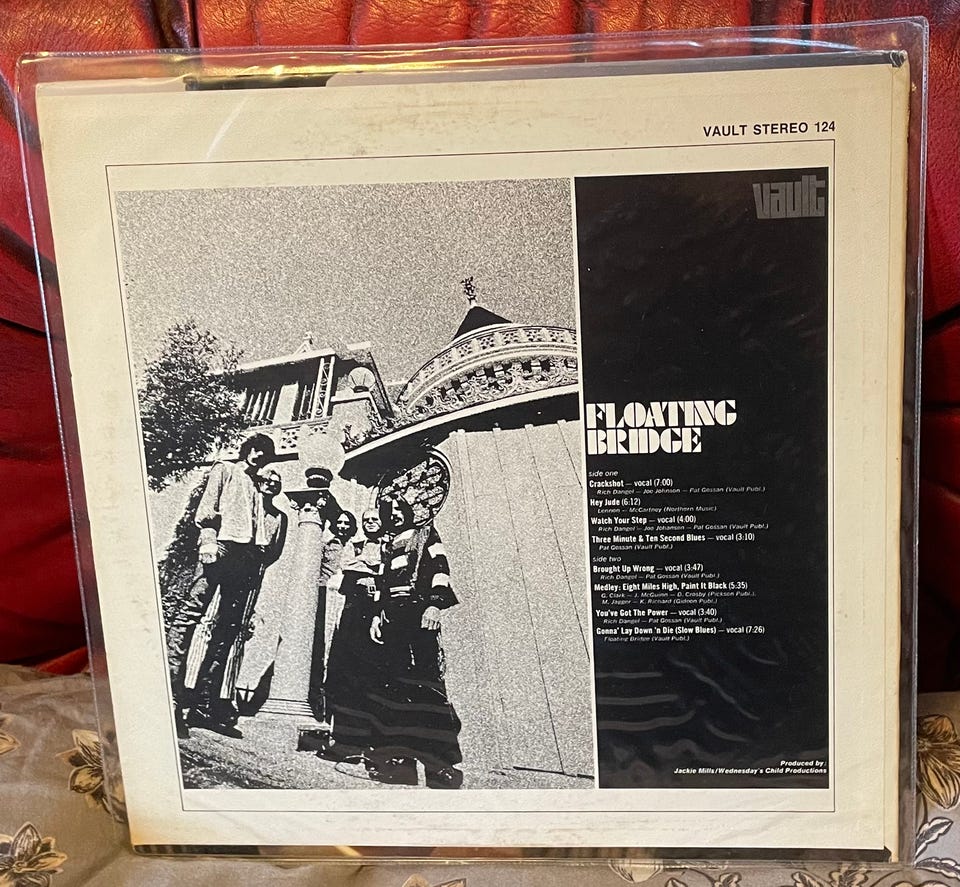 VAULT STEREO 124
vault
FLOATING
BRIDGE
side one
Crackshot — vocal (7:00)
Rich Dangel — Joe Johnson — Pat Gossan (Vault Publ.)
Hey Jude (6:12)
Lennon — McCartney (Northern Music)
Watch Your Step — vocal (4:00)
Rich Dangel — Joe Johanson — Pat Gossan (Vault Publ.)
Three Minute & Ten Second Blues — vocal (3:10)
Pat Gossan (Vault Publ.)
side two
Brought Up Wrong — vocal (3:47)
Rich Dangel — Pat Gossan (Vault Publ.)
Medley: Eight Miles High, Paint It Black (5:35)
G. Clark — J. McGuinn — D. Crosby (Pickson Publ.),
M. Jagger — K. Richard (Gideon Publ.)
You've Got The Power — vocal (3:40)
Rich Dangel — Pat Gossan (Vault Publ.)
Gonna' Lay Down 'n Die (Slow Blues) — vocal (7:26)
Floating Bridge (Vault Publ.)
Produced by:
Jackie Mills/Wednesday's Child Productions